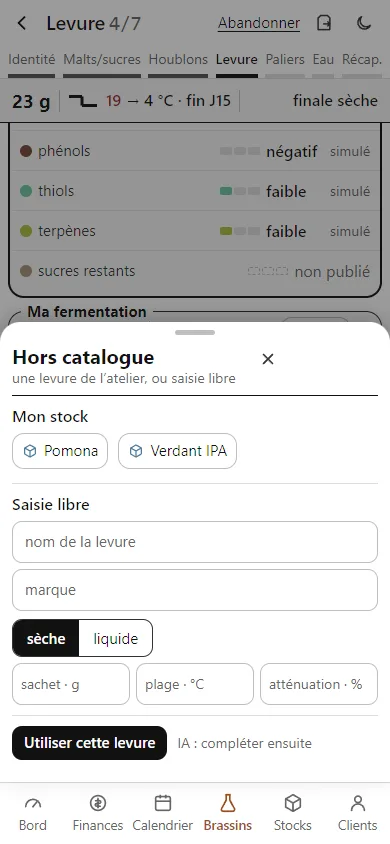 Levure 4/7
Abandonner
Identité Malts/sucres Houblons Levure Paliers Eau Récap.
23 g 19 → 4 °C · fin J15 finale sèche
phénols négatif simulé
thiols faible simulé
terpènes faible simulé
sucres restants non publié
Ma fermentation
Hors catalogue
une levure de l’atelier, ou saisie libre
Mon stock
Pomona Verdant IPA
Saisie libre
nom de la levure
marque
sèche liquide
sachet · g plage · °C atténuation · %
Utiliser cette levure IA : compléter ensuite
Bord Finances Calendrier Brassins Stocks Clients